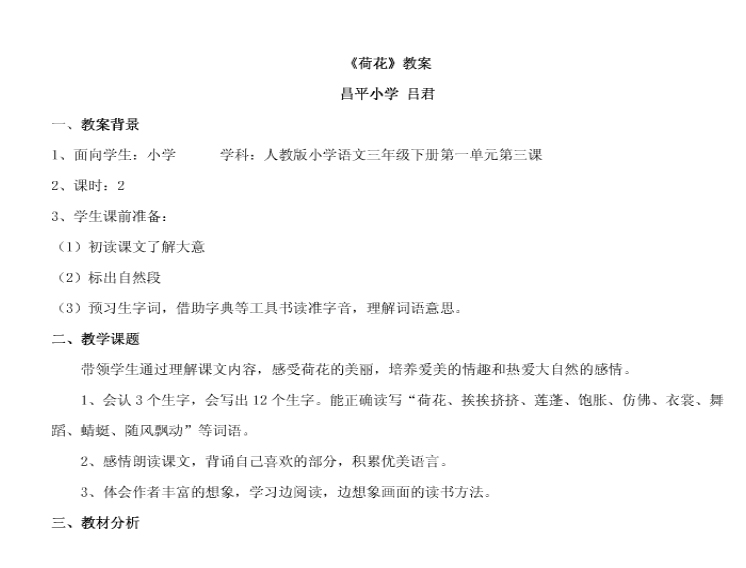 《荷花》教案
昌平小学 吕君
一、教案背景
1、面向学生：小学 学科：人教版小学语文三年级下册第一单元第三课
2、课时：2
3、学生课前准备：
（1）初读课文了解大意
（2）标出自然段
（3）预习生字词，借助字典等工具书读准字音，理解词语意思。
二、教学课题
带领学生通过理解课文内容，感受荷花的美丽，培养爱美的情趣和热爱大自然的感情。
1、会认 3 个生字，会写出 12 个生字。能正确读写“荷花、挨挨挤挤、莲蓬、饱胀、仿佛、衣裳、舞
蹈、蜻蜓、随风飘动”等词语。
2、感情朗读课文，背诵自己喜欢的部分，积累优美语言。
3、体会作者丰富的想象，学习边阅读，边想象画面的读书方法。
三、教材分析